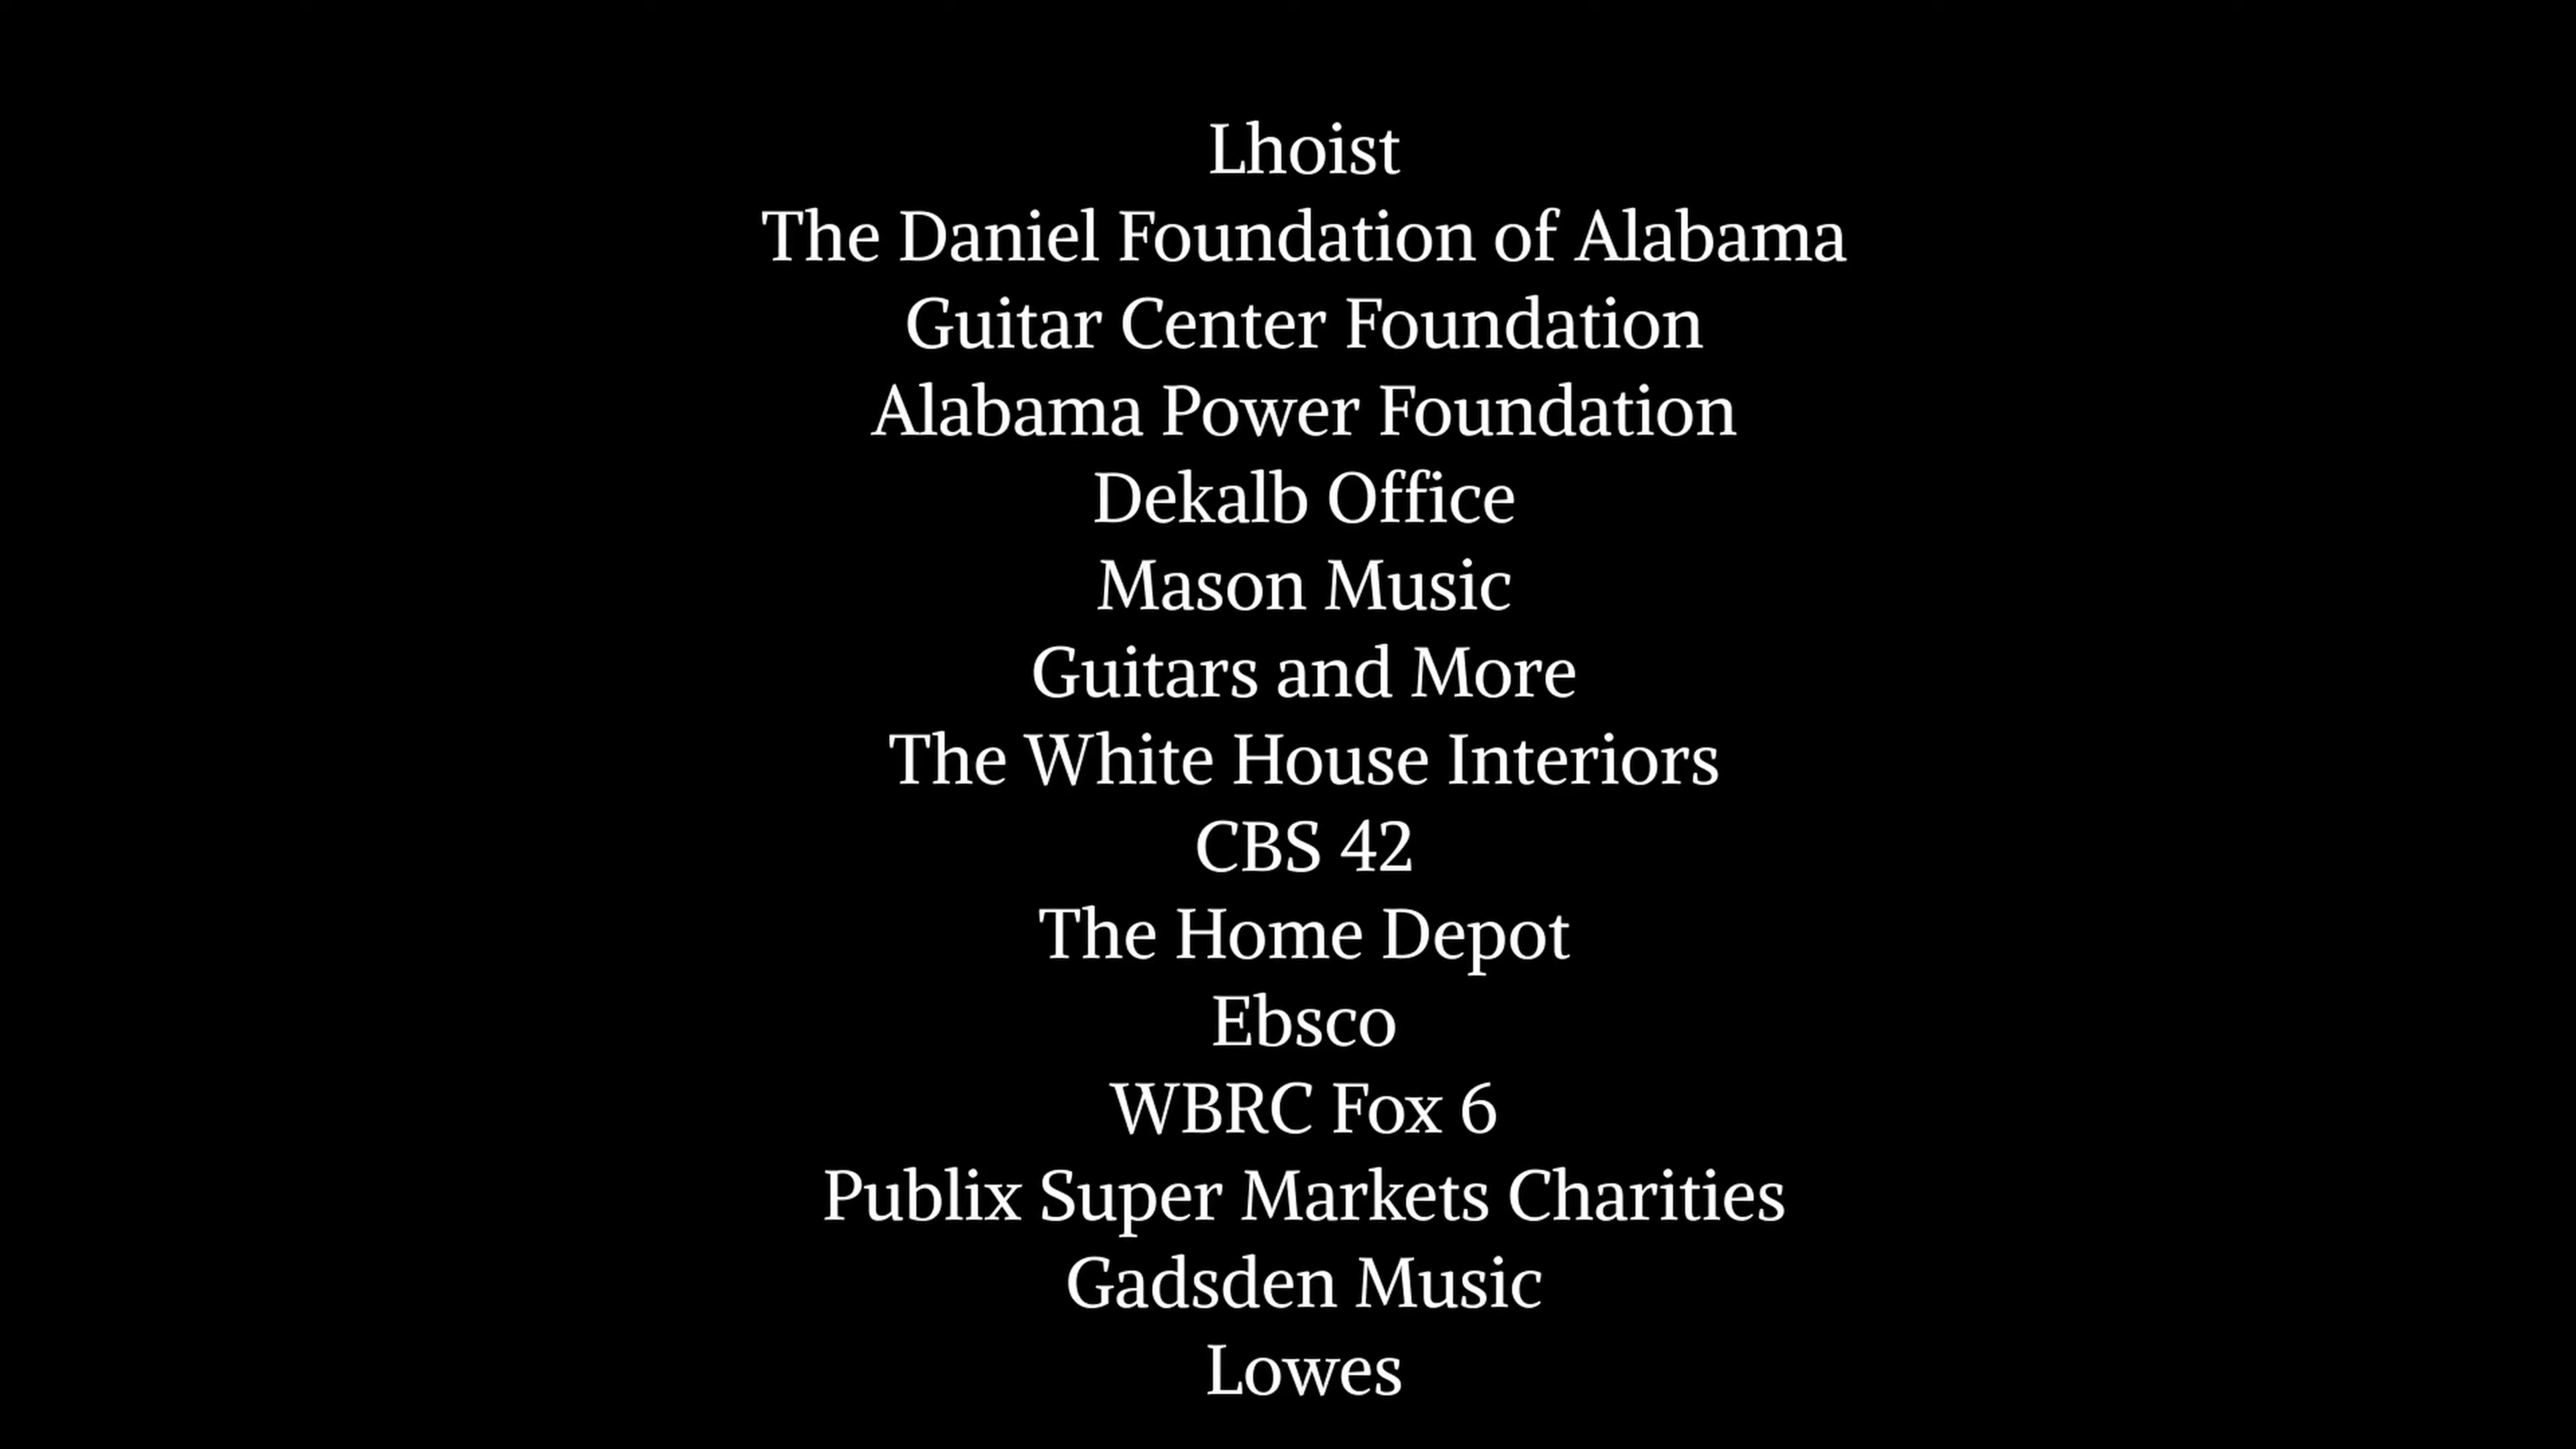 Lhoist
The Daniel Foundation of Alabama
Guitar Center Foundation
Alabama Power Foundation
Dekalb Office
Mason Music
Guitars and More
The White House Interiors
CBS 42
The Home Depot
Ebsco
WBRC Fox 6
Publix Super Markets Charities
Gadsden Music
Lowes